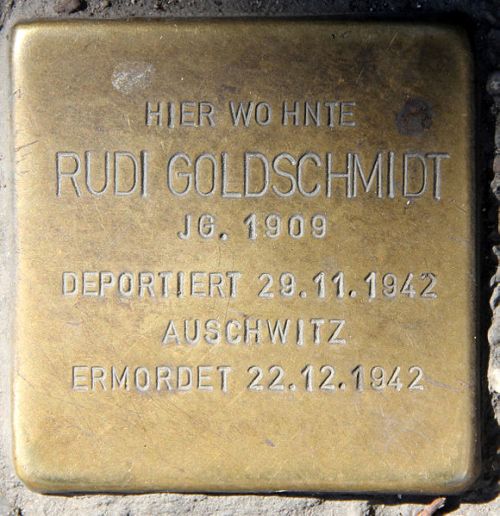 HIER WOHNTE
RUDI GOLDSCHMIDT
JG. 1909
DEPORTIERT 29.11.1942
AUSCHWITZ
ERMORDET 22.12.1942